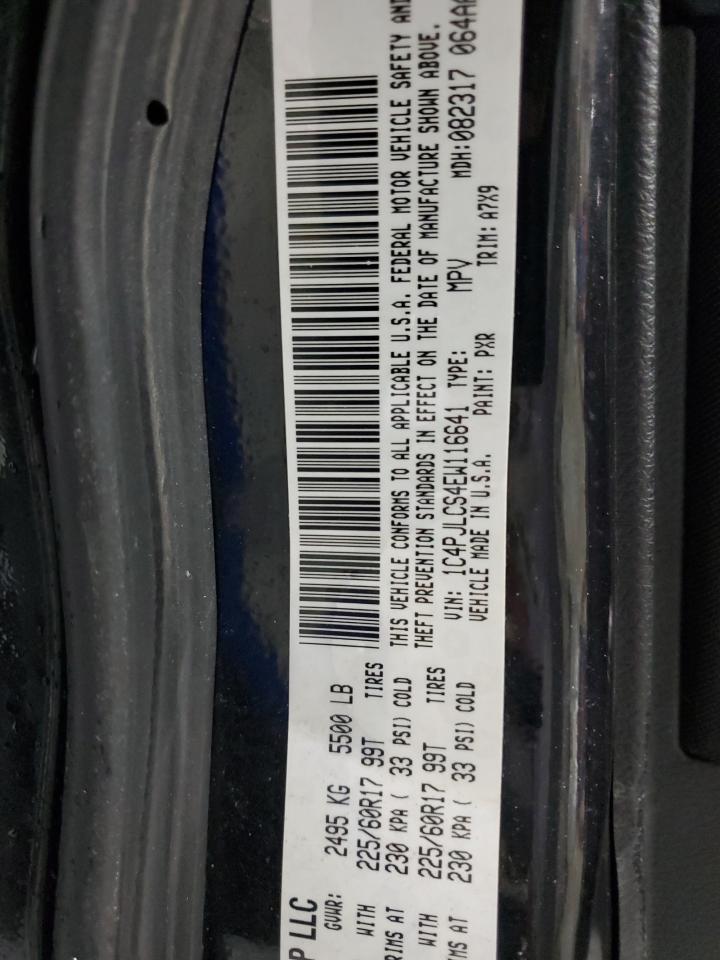 P LLC
GVWR: 2495 KG 5500 LB
WITH 225/60R17 99T TIRES
RIMS AT 230 KPA ( 33 PSI) COLD
WITH 225/60R17 99T TIRES
IMS AT 230 KPA ( 33 PSI) COLD
THIS VEHICLE CONFORMS TO ALL APPLICABLE U.S.A. FEDERAL MOTOR VEHICLE SAFETY AND
THEFT PREVENTION STANDARDS IN EFFECT ON THE DATE OF MANUFACTURE SHOWN ABOVE.
VIN: 1C4PJLCS4EW116641 TYPE: MPV MDH:082317 064AA
VEHICLE MADE IN U.S.A. PAINT: PXR TRIM: A7X9